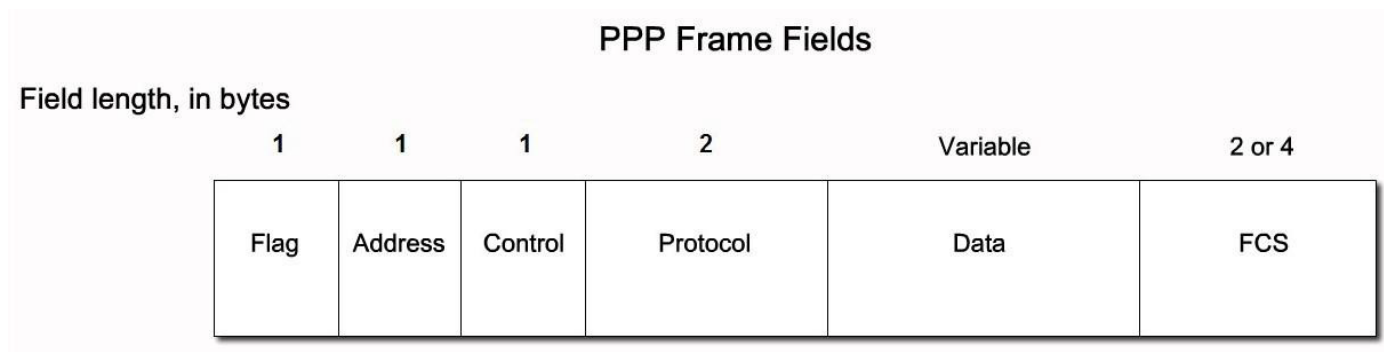 PPP Frame Fields
Field length, in bytes
1 1 1 2 Variable 2 or 4
Flag Address Control Protocol Data FCS